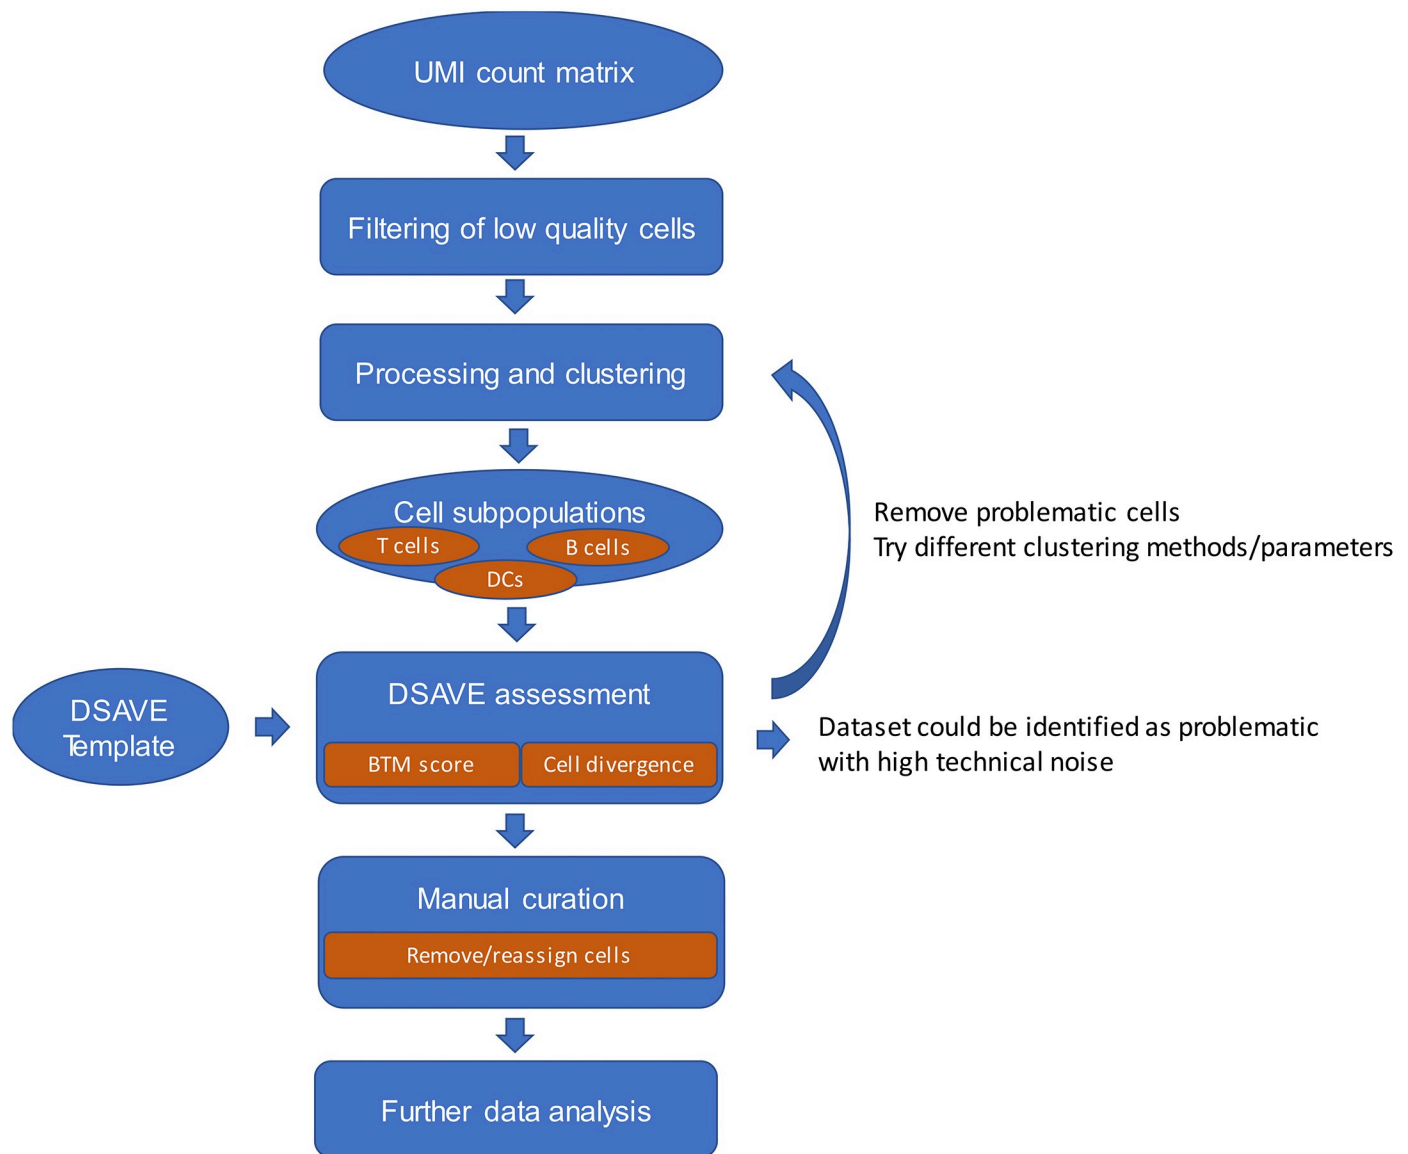 UMI count matrix
Filtering of low quality cells
Processing and clustering
Cell subpopulations
T cells
B cells
DCs
Remove problematic cells
Try different clustering methods/parameters
DSAVE
Template
DSAVE assessment
BTM score
Cell divergence
Dataset could be identified as problematic
with high technical noise
Manual curation
Remove/reassign cells
Further data analysis